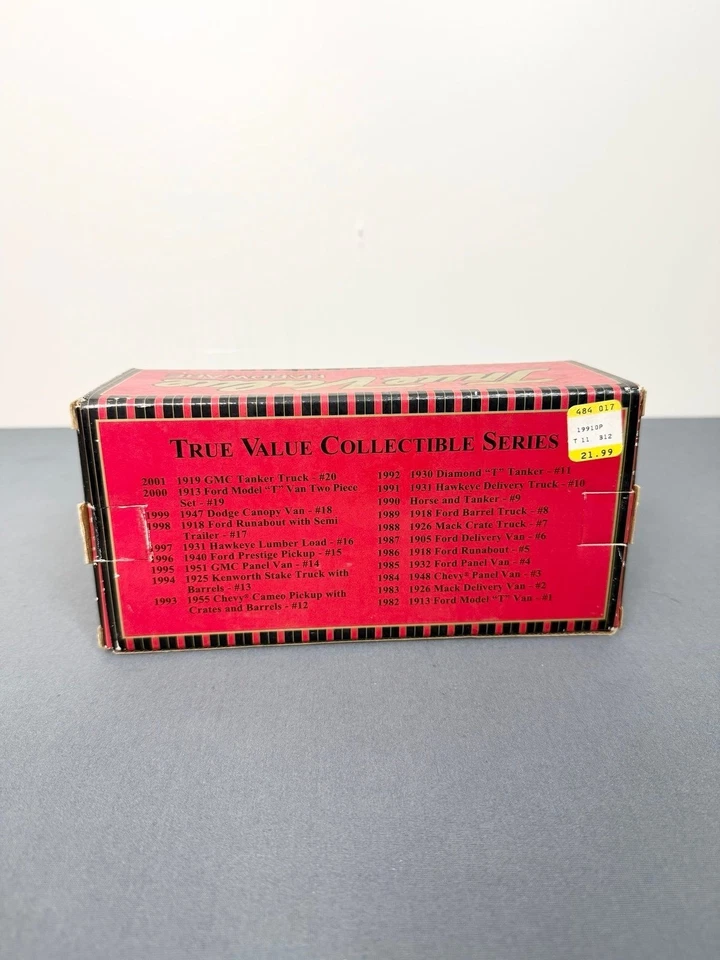 True Value
HARDWARE
484 017
19910P
T 11 B12
21.99
TRUE VALUE COLLECTIBLE SERIES
2001 1919 GMC Tanker Truck - #20
2000 1913 Ford Model "T" Van Two Piece
Set - #19
1999 1947 Dodge Canopy Van - #18
1998 1918 Ford Runabout with Semi
Trailer - #17
1997 1931 Hawkeye Lumber Load - #16
1996 1940 Ford Prestige Pickup - #15
1995 1951 GMC Panel Van - #14
1994 1925 Kenworth Stake Truck with
Barrels - #13
1993 1955 Chevy® Cameo Pickup with
Crates and Barrels - #12
1992 1930 Diamond "T" Tanker - #11
1991 1931 Hawkeye Delivery Truck - #10
1990 Horse and Tanker - #9
1989 1918 Ford Barrel Truck - #8
1988 1926 Mack Crate Truck - #7
1987 1905 Ford Delivery Van - #6
1986 1918 Ford Runabout - #5
1985 1932 Ford Panel Van - #4
1984 1948 Chevy® Panel Van - #3
1983 1926 Mack Delivery Van - #2
1982 1913 Ford Model "T" Van - #1